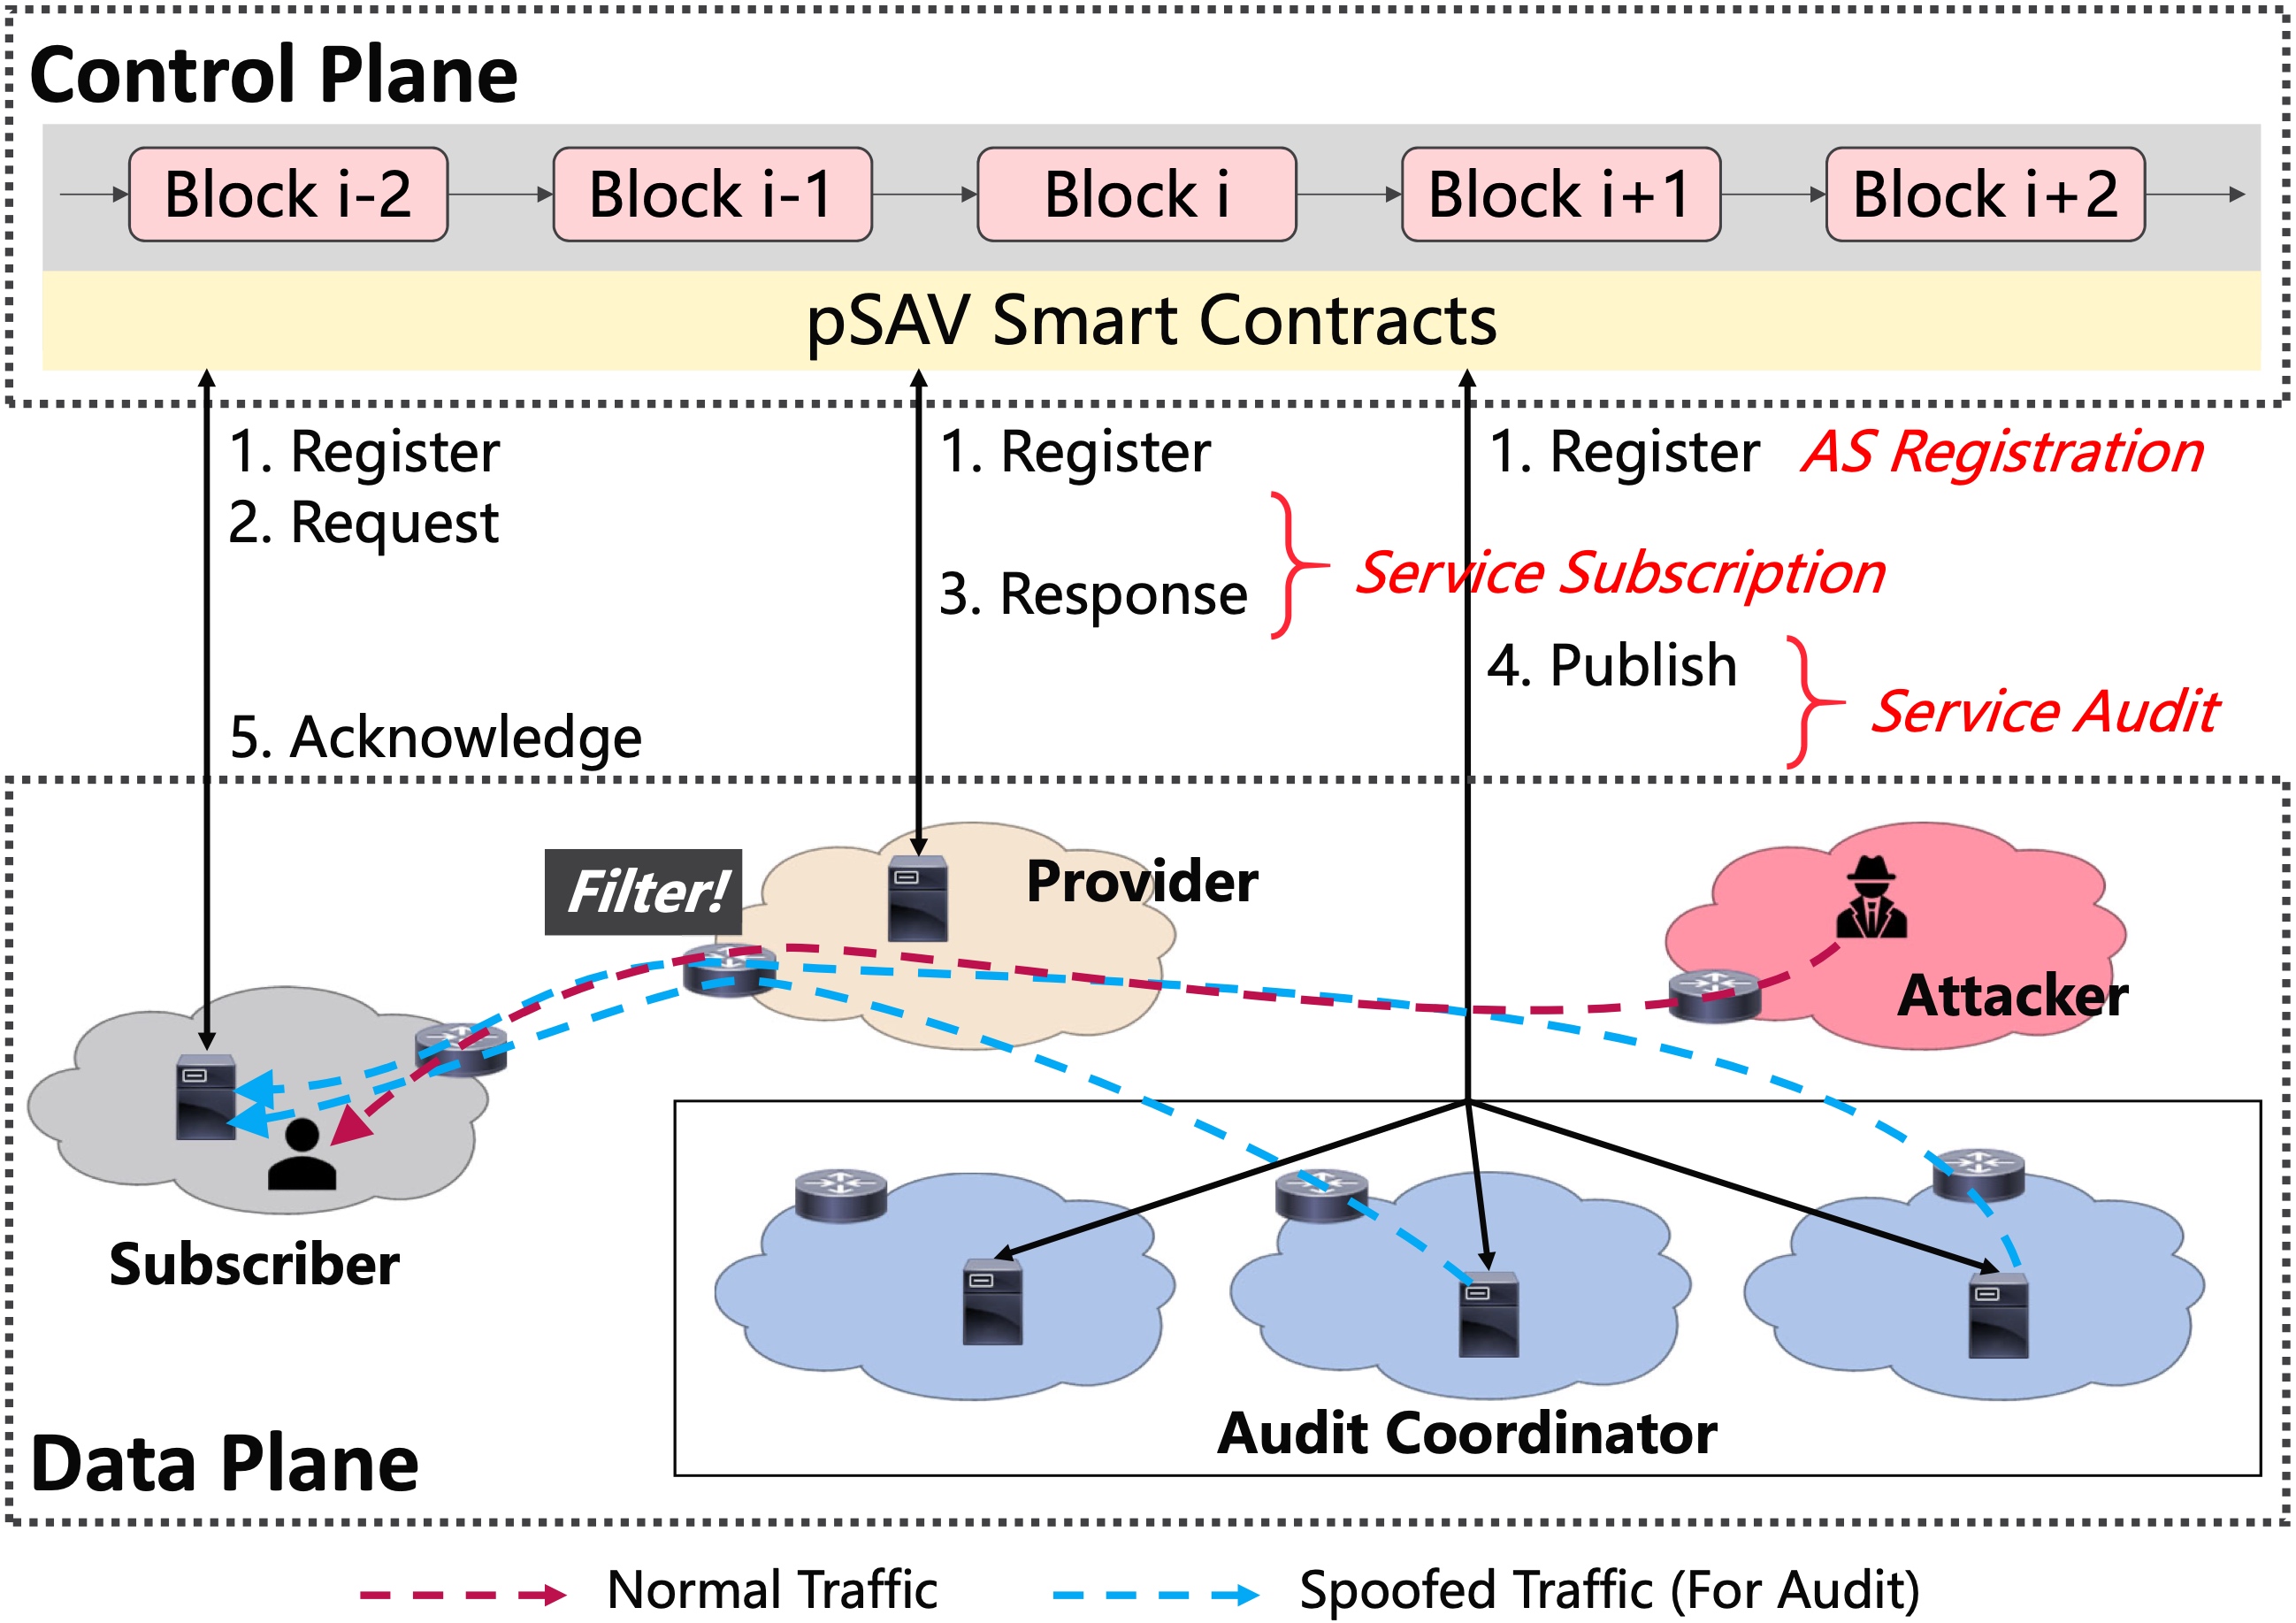 Control Plane
Block i-2
Block i-1
Block i
Block i+1
Block i+2
pSAV Smart Contracts
1. Register
2. Request
5. Acknowledge
1. Register
3. Response
1. Register
AS Registration
Service Subscription
4. Publish
Service Audit
Filter!
Provider
Attacker
Subscriber
Audit Coordinator
Data Plane
Normal Traffic
Spoofed Traffic (For Audit)